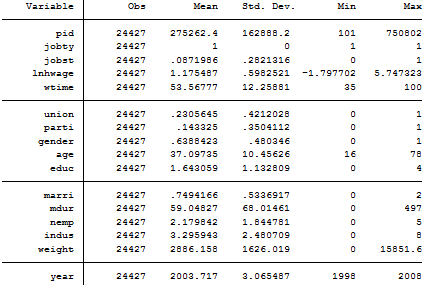 Variable Obs Mean Std. Dev. Min Max
pid 24427 275262.4 162888.2 101 750802
jobty 24427 1 0 1 1
jobst 24427 .0871986 .2821316 0 1
lnhwage 24427 1.175487 .5982521 -1.797702 5.747323
wtime 24427 53.56777 12.25881 35 100
union 24427 .2305645 .4212028 0 1
parti 24427 .143325 .3504112 0 1
gender 24427 .6388423 .480346 0 1
age 24427 37.09735 10.45626 16 78
educ 24427 1.643059 1.132809 0 4
marri 24427 .7494166 .5336917 0 2
mdur 24427 59.04827 68.01461 0 497
nemp 24427 2.179842 1.844781 0 5
indus 24427 3.295943 2.480709 0 8
weight 24427 2886.158 1626.019 0 15851.6
year 24427 2003.717 3.065487 1998 2008